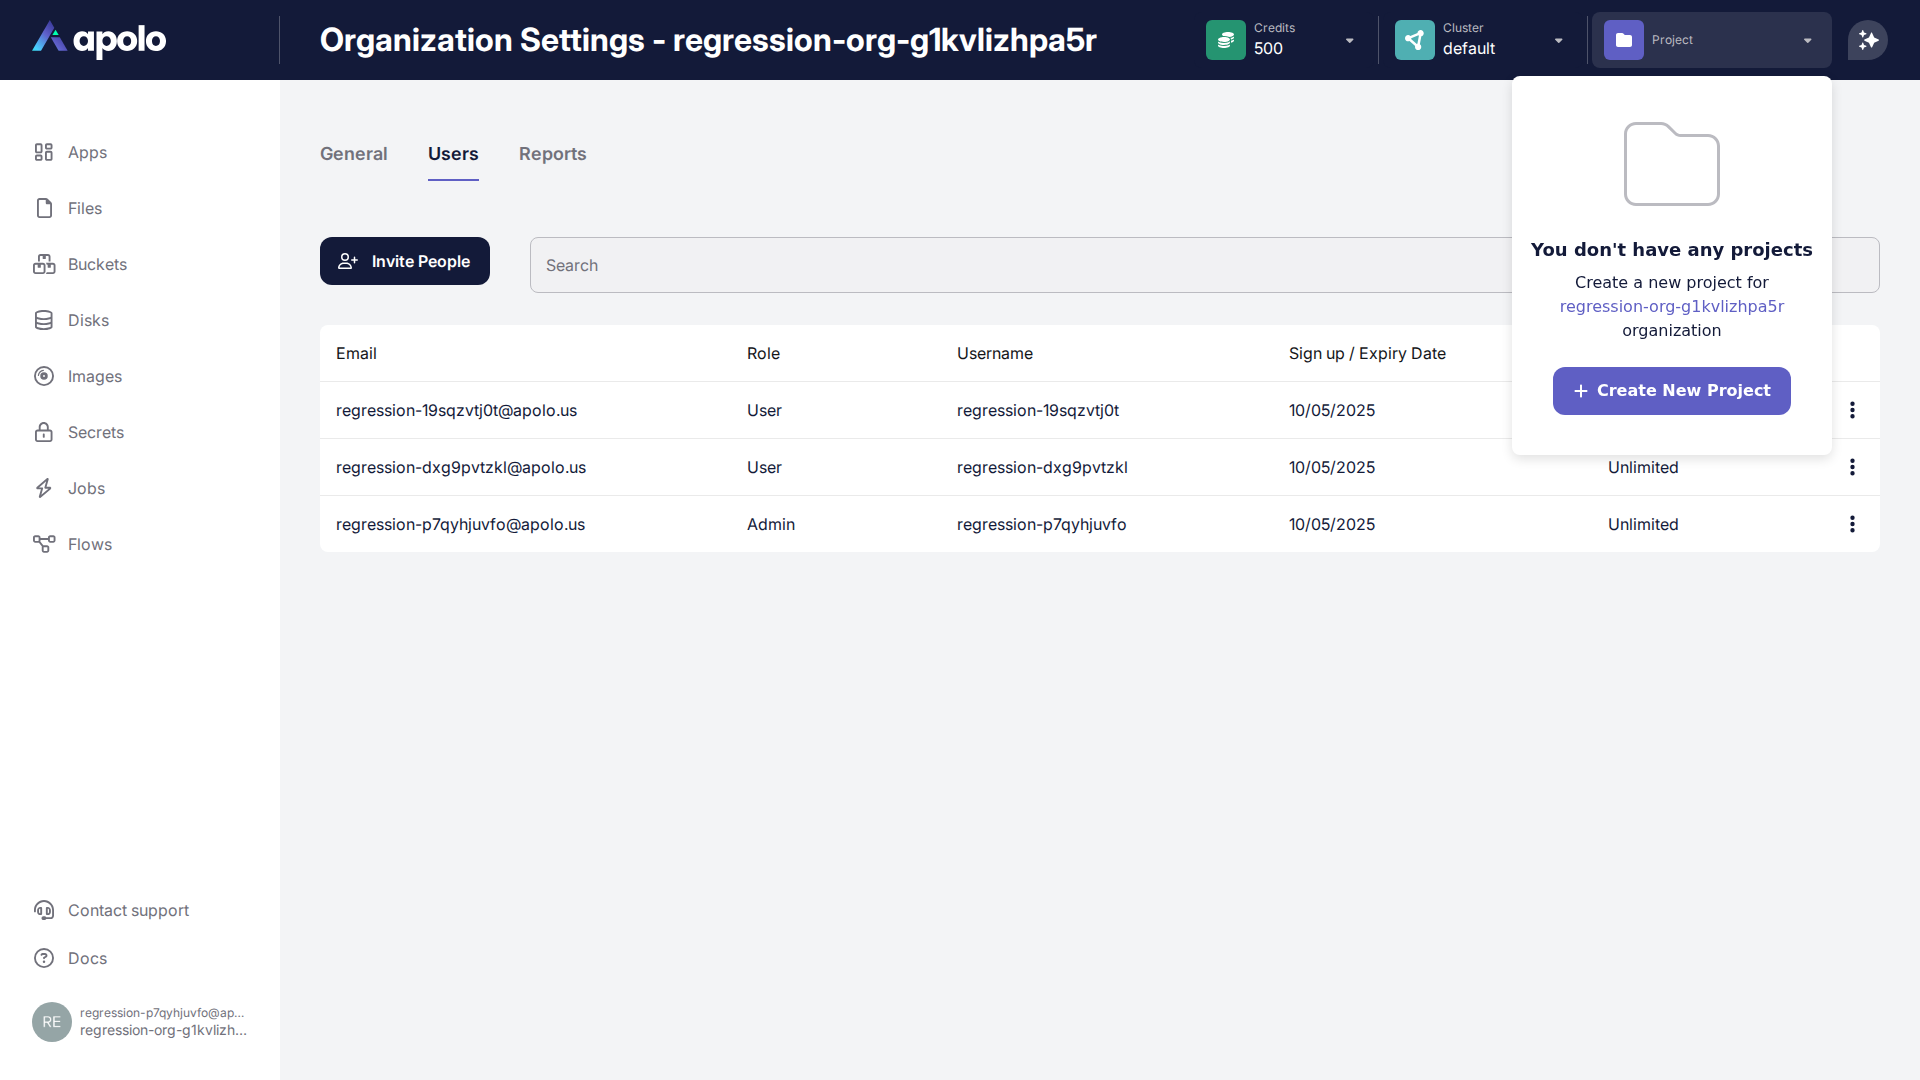 apolo
Organization Settings - regression-org-g1kvlizhpa5r
Credits
500
Cluster
default
Project
Apps
Files
Buckets
Disks
Images
Secrets
Jobs
Flows
Contact support
Docs
RE
regression-p7qyhjuvfo@ap...
regression-org-g1kvlizh...
General
Users
Reports
Invite People
Search
Email
Role
Username
Sign up / Expiry Date
regression-19sqzvtj0t@apolo.us
User
regression-19sqzvtj0t
10/05/2025
regression-dxg9pvtzkl@apolo.us
User
regression-dxg9pvtzkl
10/05/2025
Unlimited
regression-p7qyhjuvfo@apolo.us
Admin
regression-p7qyhjuvfo
10/05/2025
Unlimited
You don't have any projects
Create a new project for
regression-org-g1kvlizhpa5r
organization
Create New Project